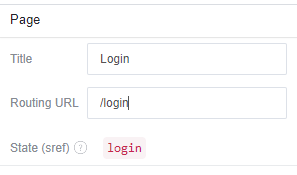 Page
Title Login
Routing URL /login
State (sref) ? login